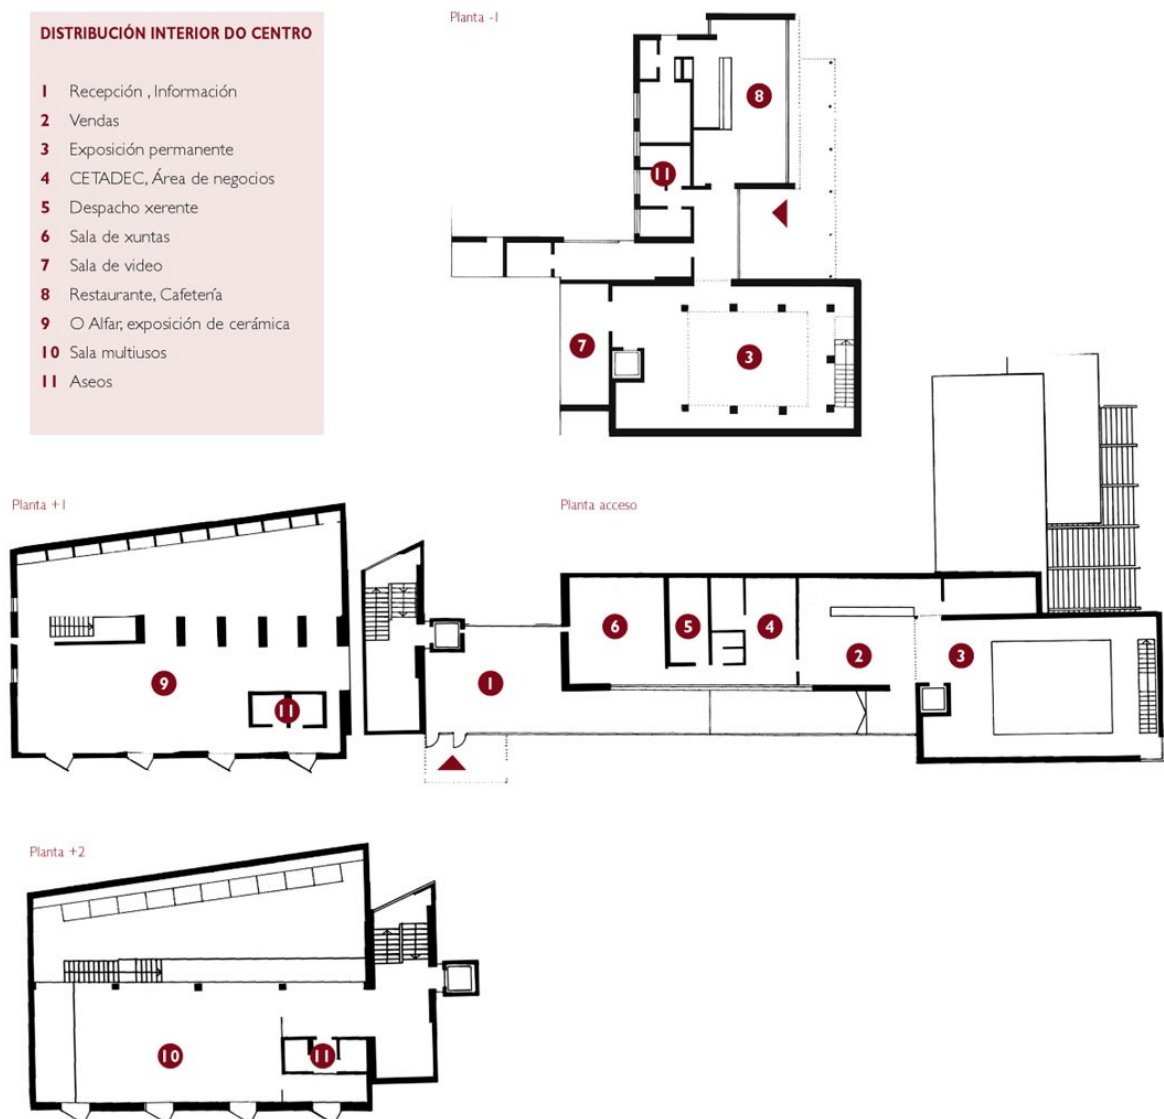 DISTRIBUCIÓN INTERIOR DO CENTRO
1 Recepción , Información
2 Vendas
3 Exposición permanente
4 CETADEC, Área de negocios
5 Despacho xerente
6 Sala de xuntas
7 Sala de video
8 Restaurante, Cafetería
9 O Alfar, exposición de cerámica
10 Sala multiusos
11 Aseos
Planta -1
8
11
7
3
Planta +1
9
11
Planta acceso
1
6
5
4
2
3
Planta +2
10
11